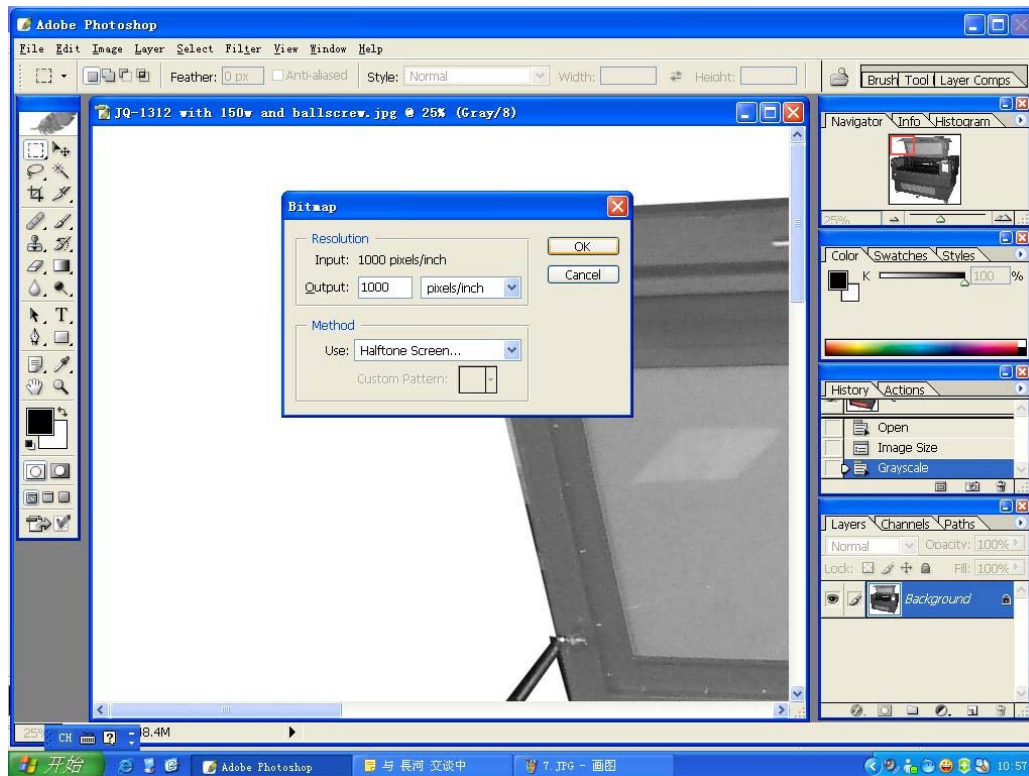 Adobe Photoshop
File Edit Image Layer Select Filter View Window Help
Feather: 0 px Anti-aliased Style: Normal Width: Height: Brush Tool Layer Comps
JQ-1312 with 150w and ballscrew.jpg @ 25% (Gray/8)
Navigator Info Histogram
25%
Bitmap
Resolution
Input: 1000 pixels/inch
Output: 1000 pixels/inch
OK
Cancel
Method
Use: Halftone Screen...
Custom Pattern:
Color Swatches Styles
K 100 %
History Actions
Open
Image Size
Grayscale
Layers Channels Paths
Normal Opacity: 100%
Lock: Fill: 100%
Background
CH 8.4M
开始 Adobe Photoshop 与 長河 交谈中 7.JPG - 画图 10:57